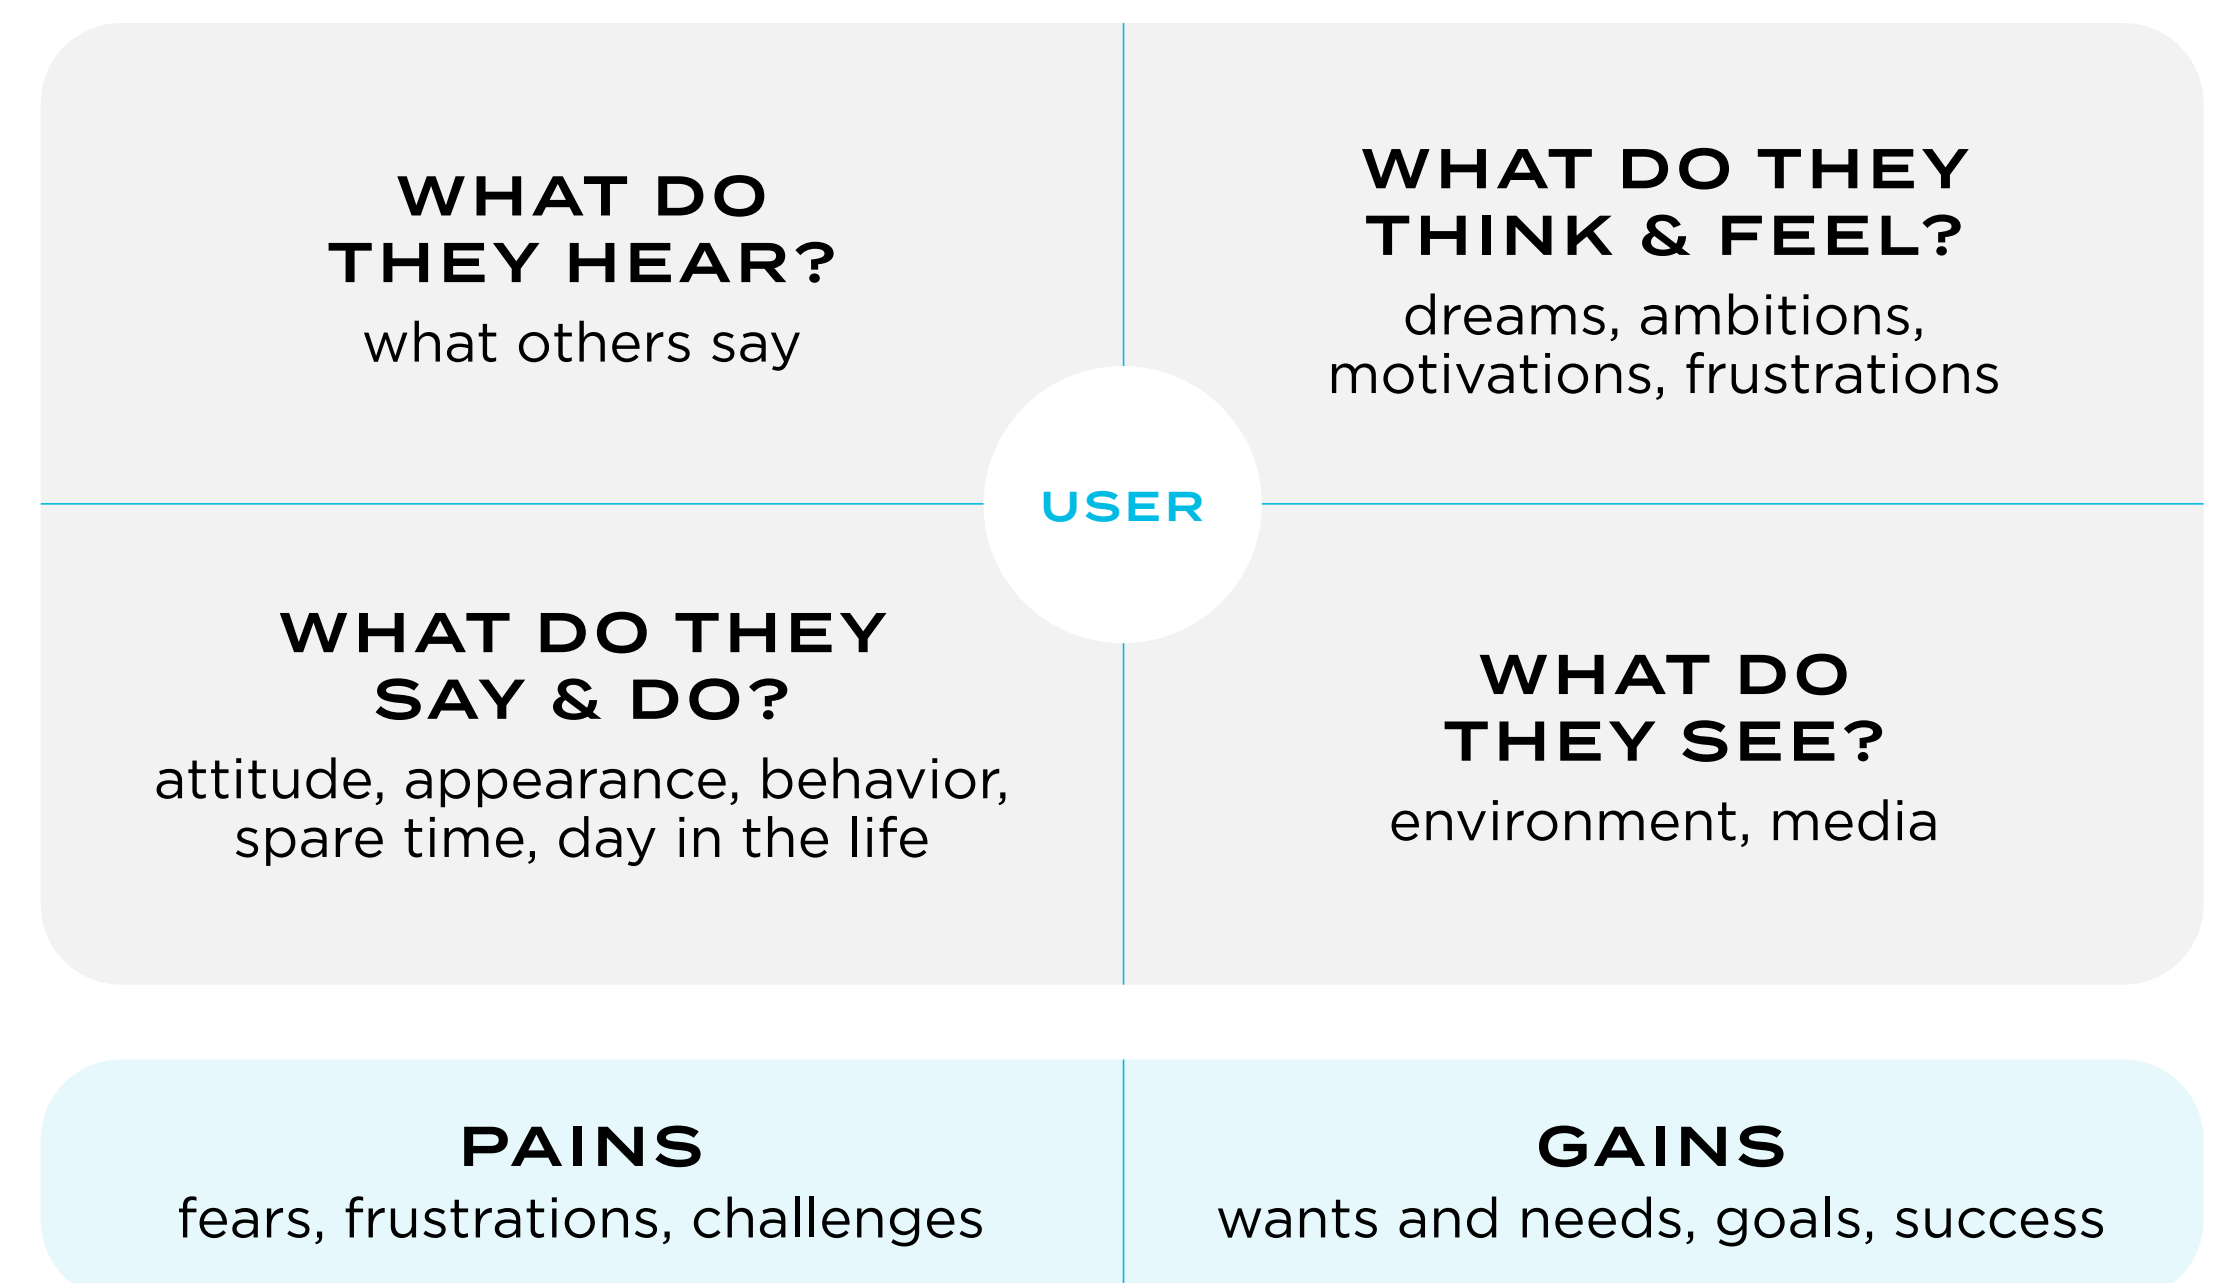 WHAT DO
THEY HEAR?
what others say
WHAT DO THEY
THINK & FEEL?
dreams, ambitions,
motivations, frustrations
USER
WHAT DO THEY
SAY & DO?
attitude, appearance, behavior,
spare time, day in the life
WHAT DO
THEY SEE?
environment, media
PAINS
fears, frustrations, challenges
GAINS
wants and needs, goals, success